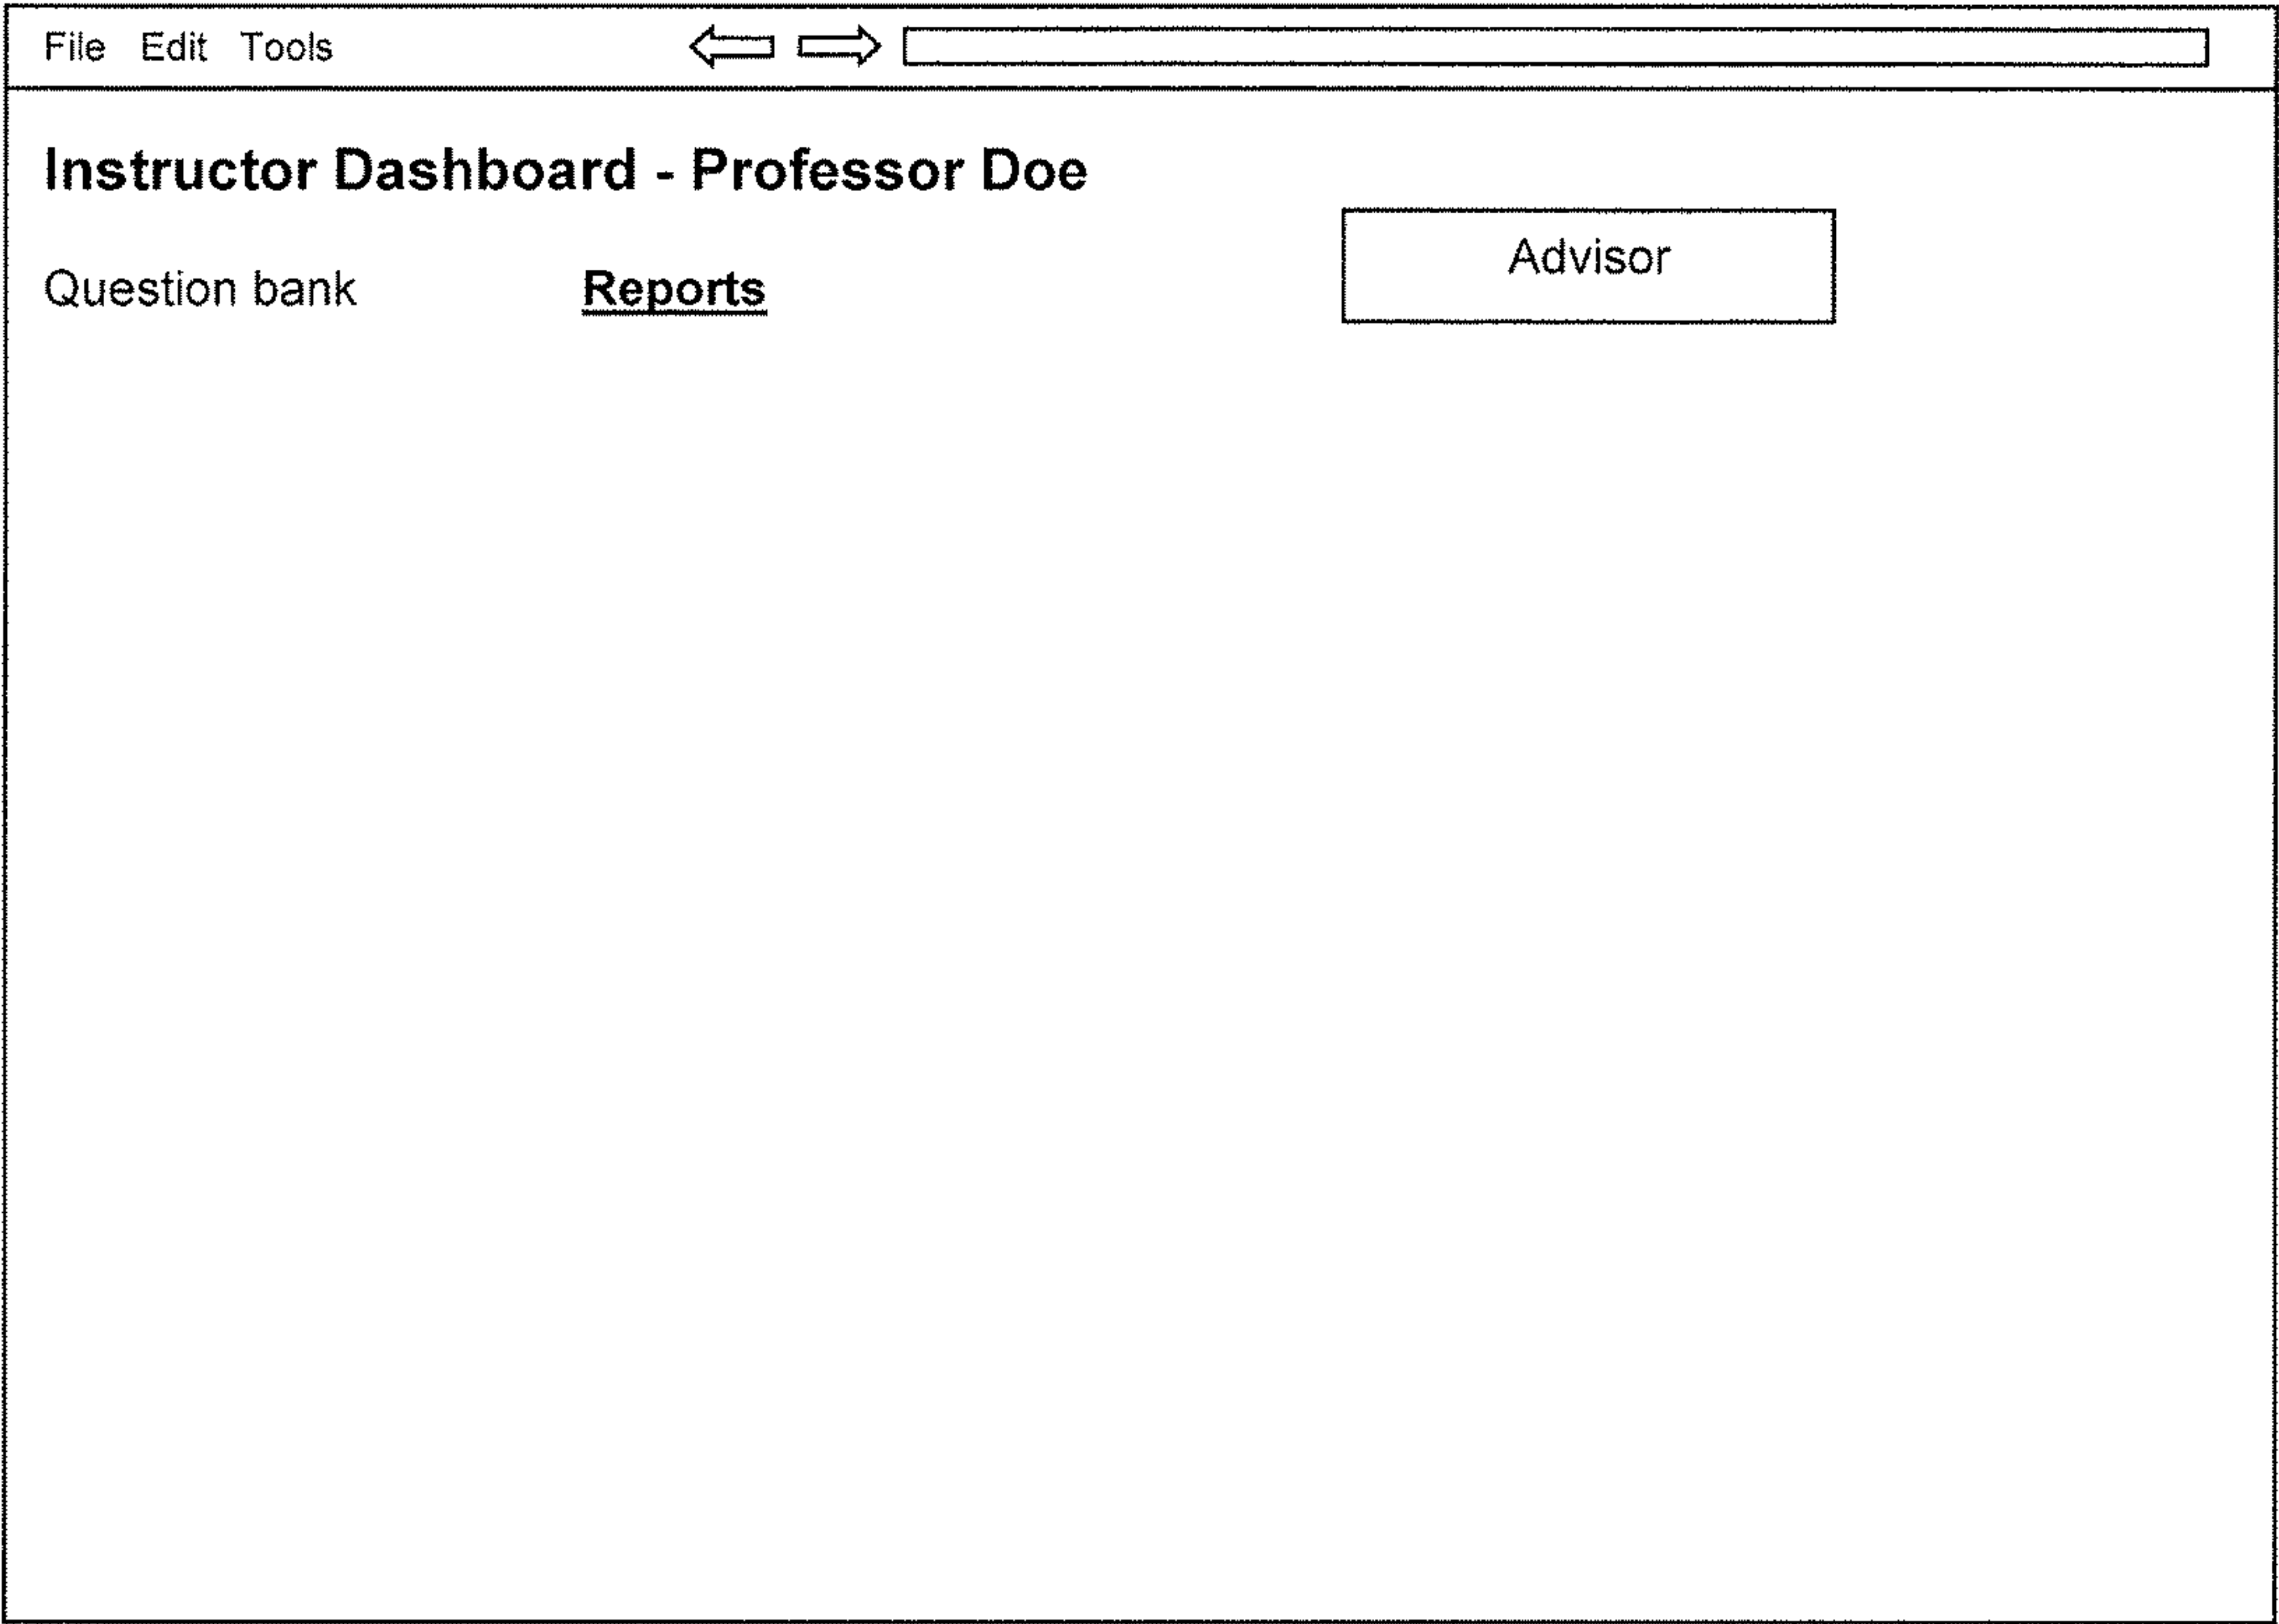 File Edit Tools
Instructor Dashboard - Professor Doe
Advisor
Question bank Reports